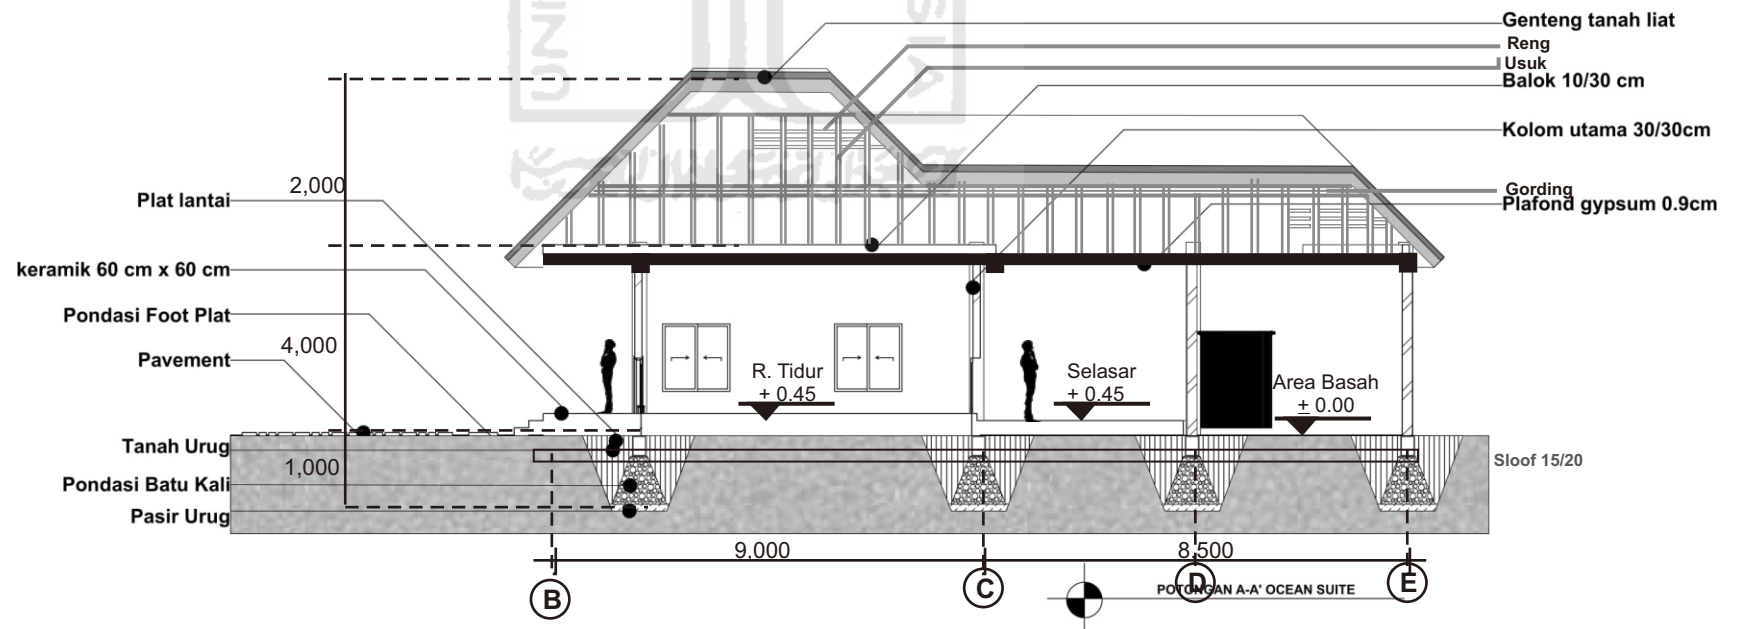 UNI
SIA
Genteng tanah liat
Reng
Usuk
Balok 10/30 cm
Kolom utama 30/30cm
Gording
Plafond gypsum 0.9cm
2,000
Plat lantai
keramik 60 cm x 60 cm
Pondasi Foot Plat
4,000
Pavement
R. Tidur
+ 0.45
Selasar
+ 0.45
Area Basah
± 0.00
Tanah Urug
1,000
Pondasi Batu Kali
Pasir Urug
Sloof 15/20
9,000
8,500
B
C
D
E
POTONGAN A-A' OCEAN SUITE